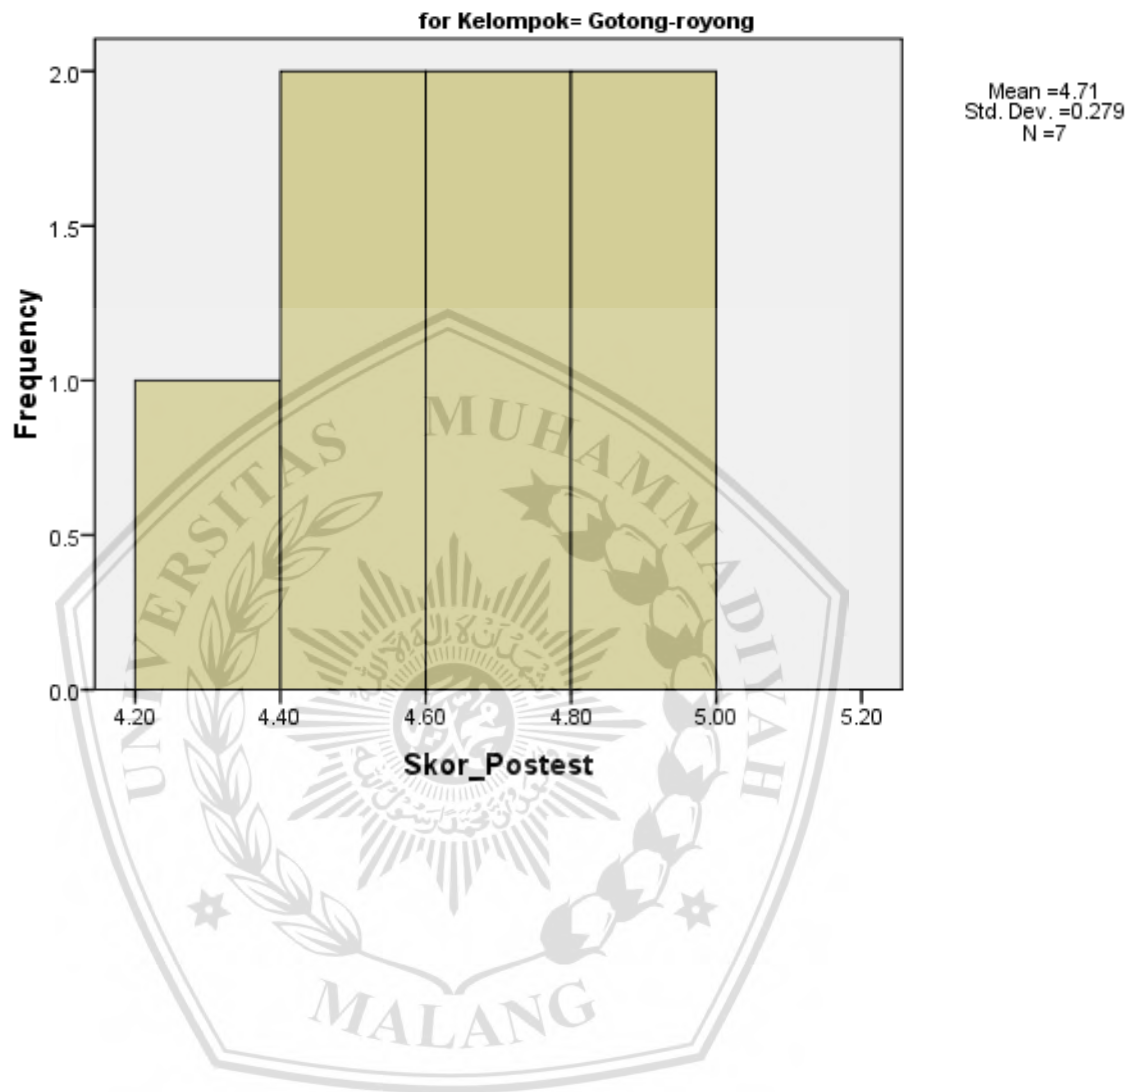 for Kelompok= Gotong-royong
2.0
1.5
1.0
0.5
0.0
Frequency
4.20 4.40 4.60 4.80 5.00 5.20
Skor_Postest
Mean =4.71
Std. Dev. =0.279
N =7
UNIVERSITAS MUHAMMADIYAH
MALANG